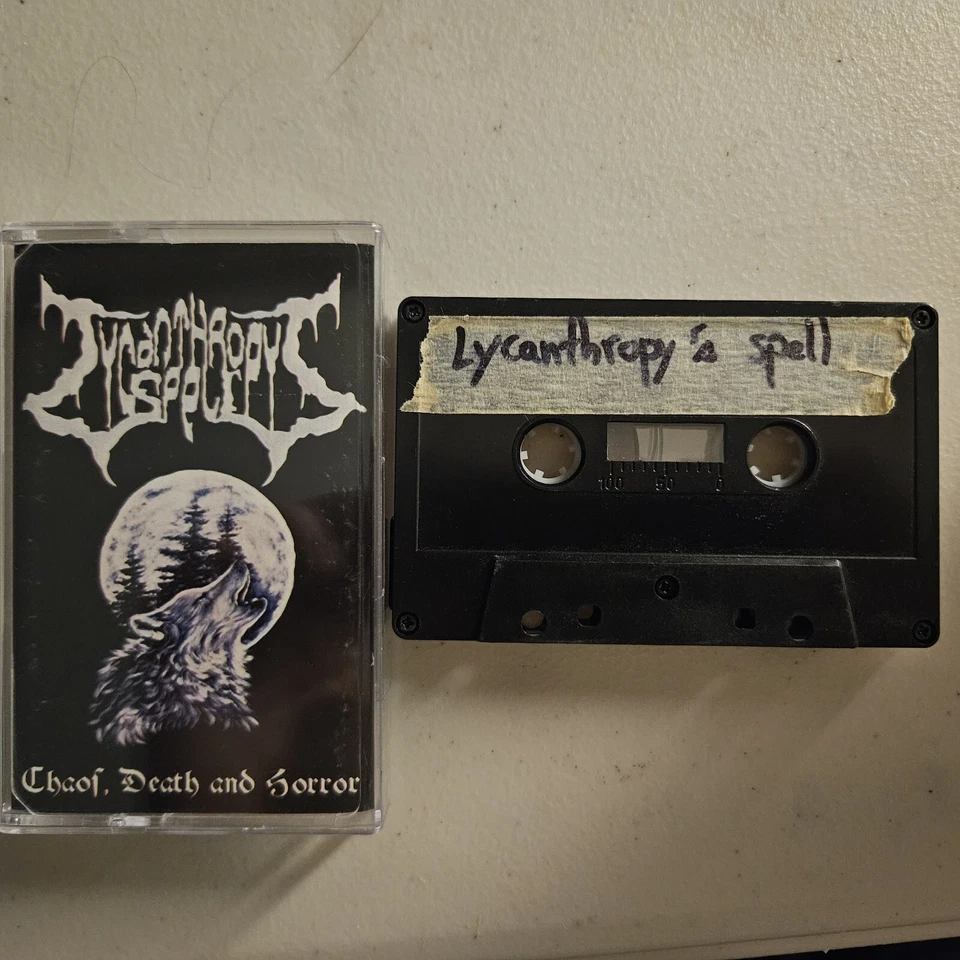 Lycanthropy's
Spell
Chaos, Death and Horror
Lycanthropy's spell
100 50 0